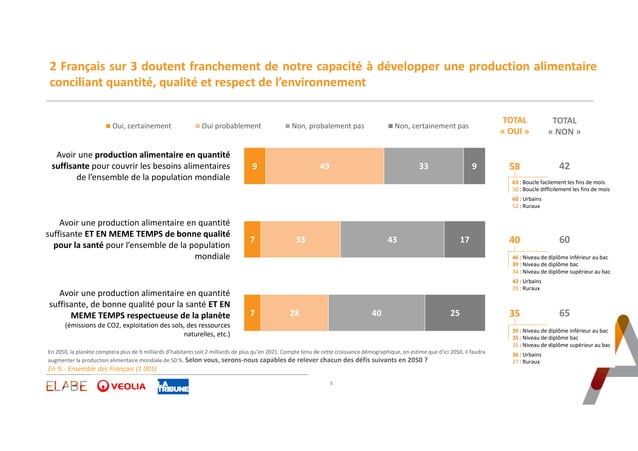 2 Français sur 3 doutent franchement de notre capacité à développer une production alimentaire
conciliant quantité, qualité et respect de l'environnement
Oui, certainement Oui probablement Non, probalement pas Non, certainement pas
TOTAL « OUI »
TOTAL « NON »
Avoir une production alimentaire en quantité
suffisante pour couvrir les besoins alimentaires
de l'ensemble de la population mondiale
9 49 33 9
58 42
63 : Boucle facilement les fins de mois
50 : Boucle difficilement les fins de mois
60 : Urbains
52 : Ruraux
Avoir une production alimentaire en quantité
suffisante ET EN MEME TEMPS de bonne qualité
pour la santé pour l'ensemble de la population
mondiale
7 33 43 17
40 60
46 : Niveau de diplôme inférieur au bac
39 : Niveau de diplôme bac
34 : Niveau de diplôme supérieur au bac
42 : Urbains
29 : Ruraux
Avoir une production alimentaire en quantité
suffisante, de bonne qualité pour la santé ET EN
MEME TEMPS respectueuse de la planète
(émissions de CO2, exploitation des sols, des ressources
naturelles, etc.)
7 28 40 25
35 65
39 : Niveau de diplôme inférieur au bac
35 : Niveau de diplôme bac
31 : Niveau de diplôme supérieur au bac
36 : Urbains
27 : Ruraux
En 2050, la planète comptera plus de 9 milliards d'habitants soit 2 milliards de plus qu'en 2021. Compte tenu de cette croissance démographique, on estime que d'ici 2050, il faudra
augmenter la production alimentaire mondiale de 50 %. Selon vous, serons-nous capables de relever chacun des défis suivants en 2050 ?
En % - Ensemble des Français (1 001)
ELABE VEOLIA LA TRIBUNE
5